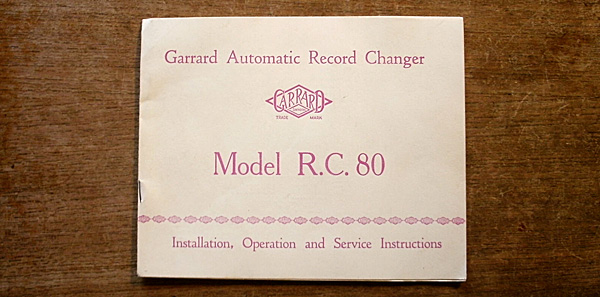 Garrard Automatic Record Changer
GARRARD
TRADE MARK
Model R.C. 80
Installation, Operation and Service Instructions